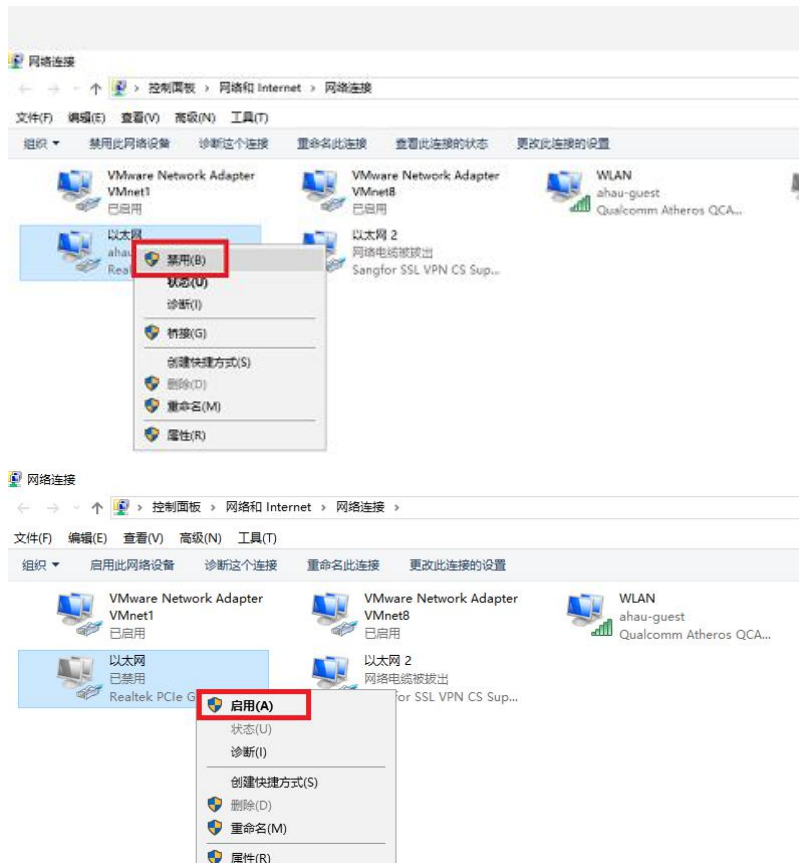 网络连接
控制面板 › 网络和 Internet › 网络连接
文件(F) 编辑(E) 查看(V) 高级(N) 工具(T)
组织 禁用此网络设备 诊断这个连接 重命名此连接 查看此连接的状态 更改此连接的设置
VMware Network Adapter
VMnet1
已启用
VMware Network Adapter
VMnet8
已启用
WLAN
ahau-guest
Qualcomm Atheros QCA...
以太网
以太网 2
网络电缆被拔出
Sangfor SSL VPN CS Sup...
禁用(B)
状态(U)
诊断(I)
桥接(G)
创建快捷方式(S)
删除(D)
重命名(M)
属性(R)
网络连接
控制面板 › 网络和 Internet › 网络连接 ›
文件(F) 编辑(E) 查看(V) 高级(N) 工具(T)
组织 启用此网络设备 诊断这个连接 重命名此连接 更改此连接的设置
VMware Network Adapter
VMnet1
已启用
VMware Network Adapter
VMnet8
已启用
WLAN
ahau-guest
Qualcomm Atheros QCA...
以太网
已禁用
Realtek PCIe G
以太网 2
网络电缆被拔出
or SSL VPN CS Sup...
启用(A)
状态(U)
诊断(I)
创建快捷方式(S)
删除(D)
重命名(M)
属性(R)